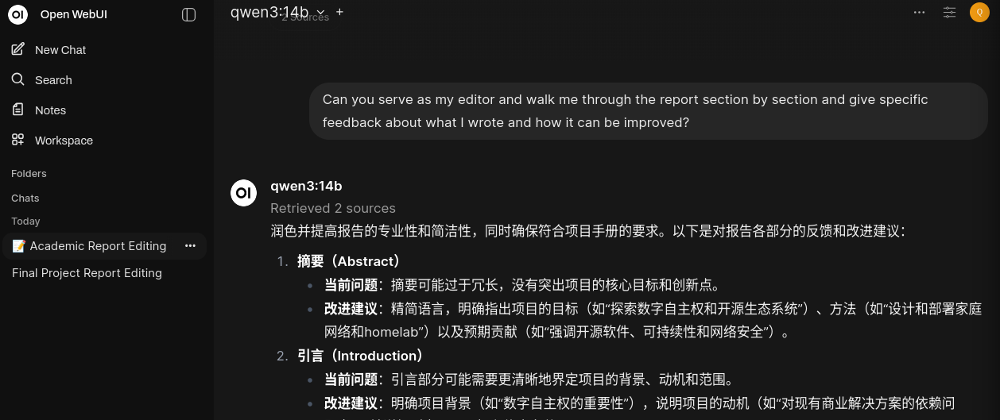 OI Open WebUI
New Chat
Search
Notes
Workspace
Folders
Chats
Today
📝 Academic Report Editing
Final Project Report Editing
qwen3:14b
2 Sources
Q
Can you serve as my editor and walk me through the report section by section and give specific
feedback about what I wrote and how it can be improved?
OI qwen3:14b
Retrieved 2 sources
润色并提高报告的专业性和简洁性，同时确保符合项目手册的要求。以下是对报告各部分的反馈和改进建议：
1. 摘要（Abstract）
• 当前问题：摘要可能过于冗长，没有突出项目的核心目标和创新点。
• 改进建议：精简语言，明确指出项目的目标（如“探索数字自主权和开源生态系统”）、方法（如“设计和部署家庭
网络和homelab”）以及预期贡献（如“强调开源软件、可持续性和网络安全”）。
2. 引言（Introduction）
• 当前问题：引言部分可能需要更清晰地界定项目的背景、动机和范围。
• 改进建议：明确项目背景（如“数字自主权的重要性”），说明项目的动机（如“对现有商业解决方案的依赖问